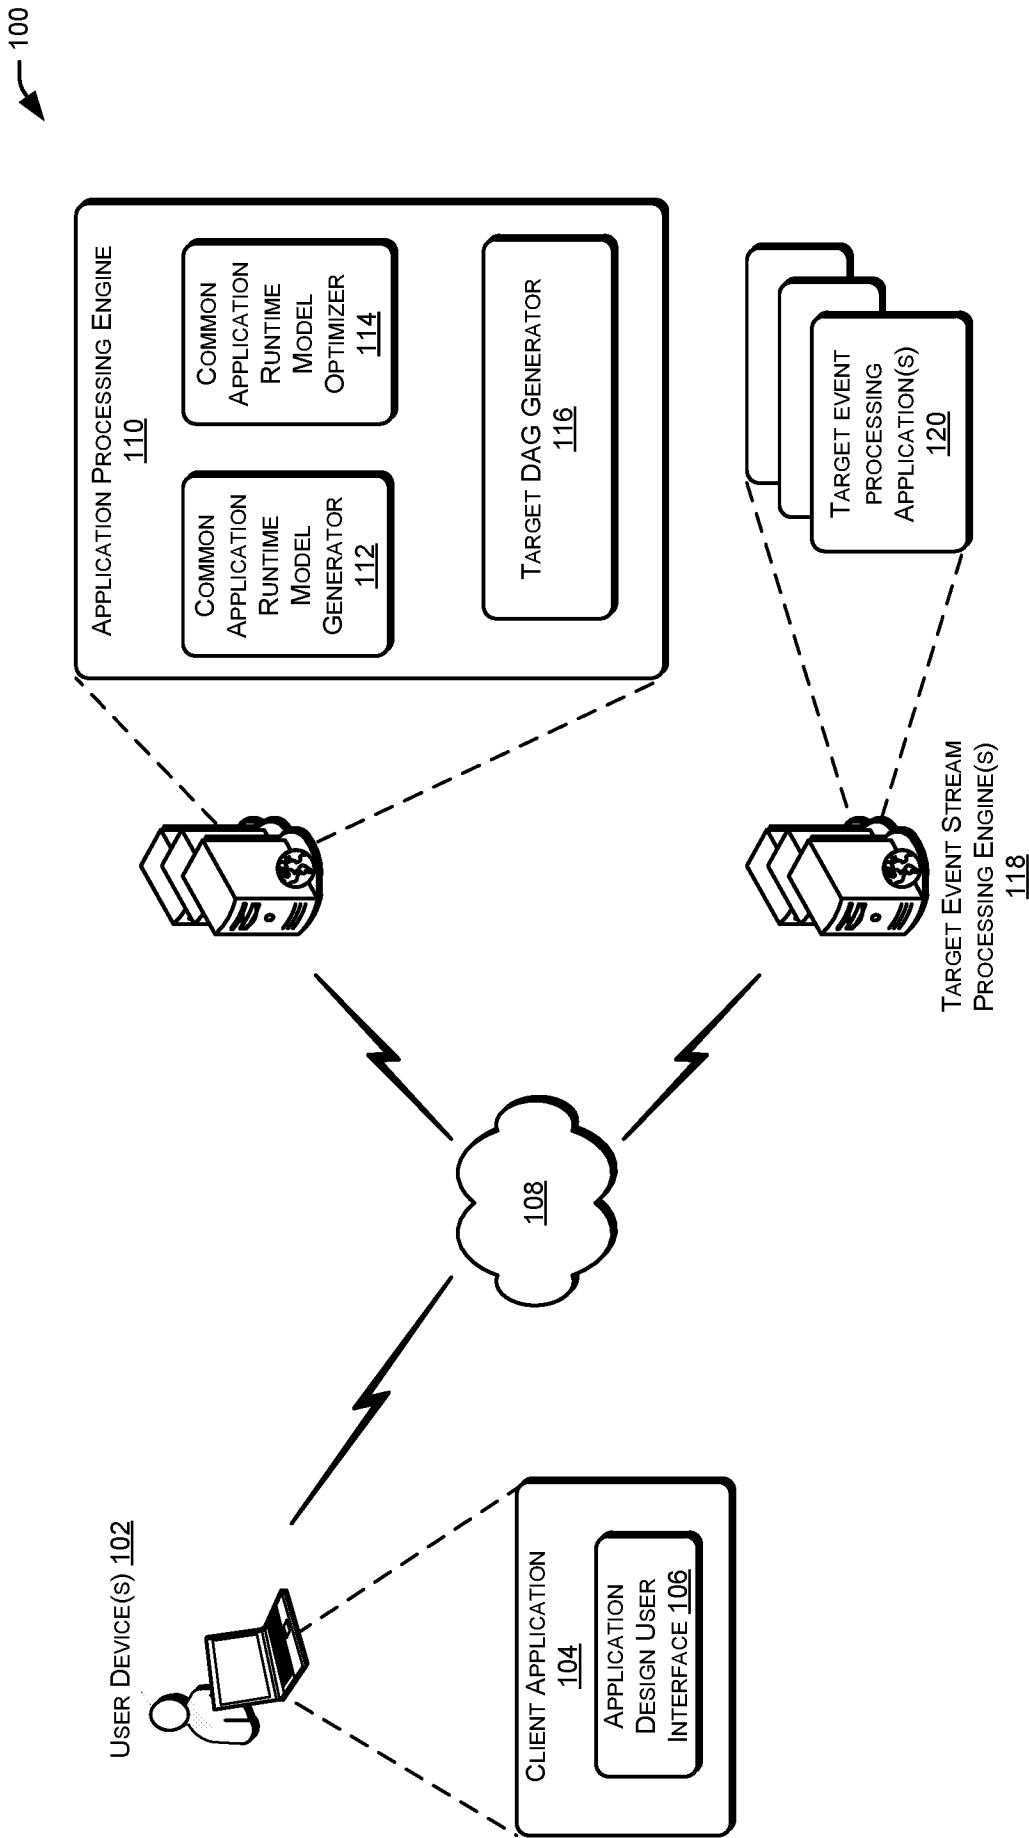 100
USER DEVICE(S) 102
CLIENT APPLICATION
104
APPLICATION
DESIGN USER
INTERFACE 106
108
APPLICATION PROCESSING ENGINE
110
COMMON
APPLICATION
RUNTIME
MODEL
GENERATOR
112
COMMON
APPLICATION
RUNTIME
MODEL
OPTIMIZER
114
TARGET DAG GENERATOR
116
TARGET EVENT STREAM
PROCESSING ENGINE(S)
118
TARGET EVENT
PROCESSING
APPLICATION(S)
120